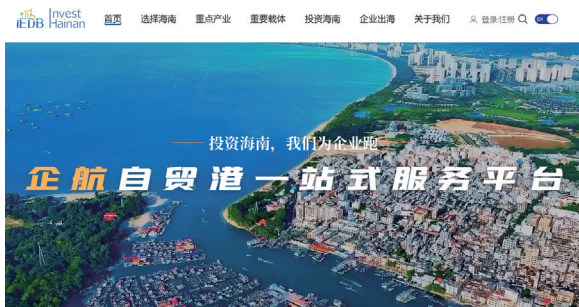 iEDB Invest Hainan
首页 选择海南 重点产业 重要载体 投资海南 企业出海 关于我们 登录/注册 EN
投资海南，我们为企业跑
企航自贸港一站式服务平台